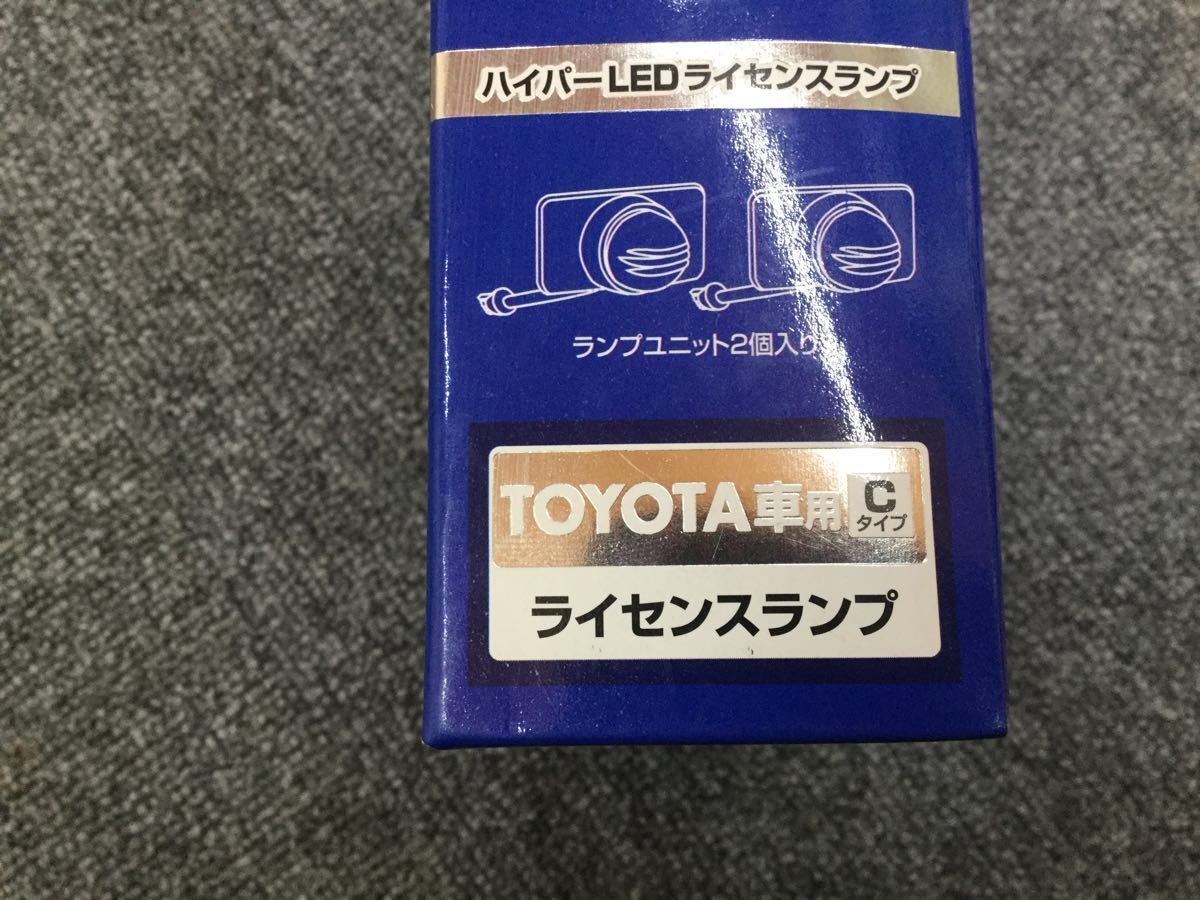 ハイパーLEDライセンスランプ
ランプユニット2個入り
TOYOTA車用 Cタイプ
ライセンスランプ